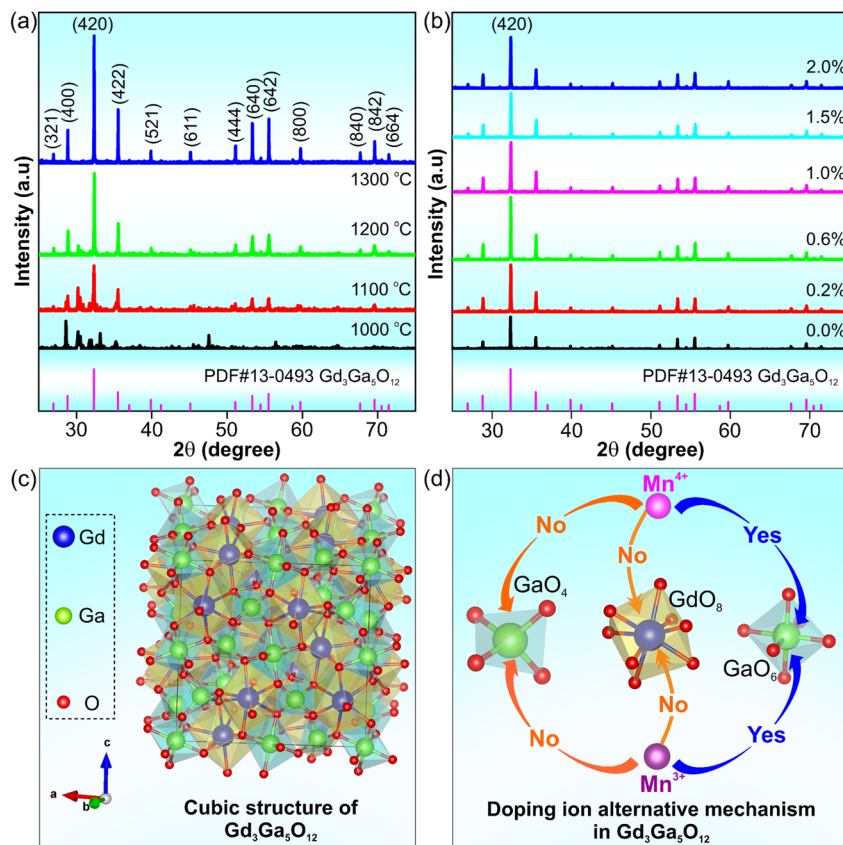 (a)
(420)
(321)
(400)
(422)
(521)
(611)
(444)
(640)
(642)
(800)
(840)
(842)
(664)
1300 °C
1200 °C
1100 °C
1000 °C
PDF#13-0493 Gd₃Ga₅O₁₂
Intensity (a.u)
30 40 50 60 70
2θ (degree)
(b)
(420)
2.0%
1.5%
1.0%
0.6%
0.2%
0.0%
PDF#13-0493 Gd₃Ga₅O₁₂
Intensity (a.u)
30 40 50 60 70
2θ (degree)
(c)
Gd
Ga
O
c
a
b
Cubic structure of
Gd₃Ga₅O₁₂
(d)
Mn⁴⁺
No
No
Yes
GaO₄
GdO₈
GaO₆
No
No
Yes
Mn³⁺
Doping ion alternative mechanism
in Gd₃Ga₅O₁₂